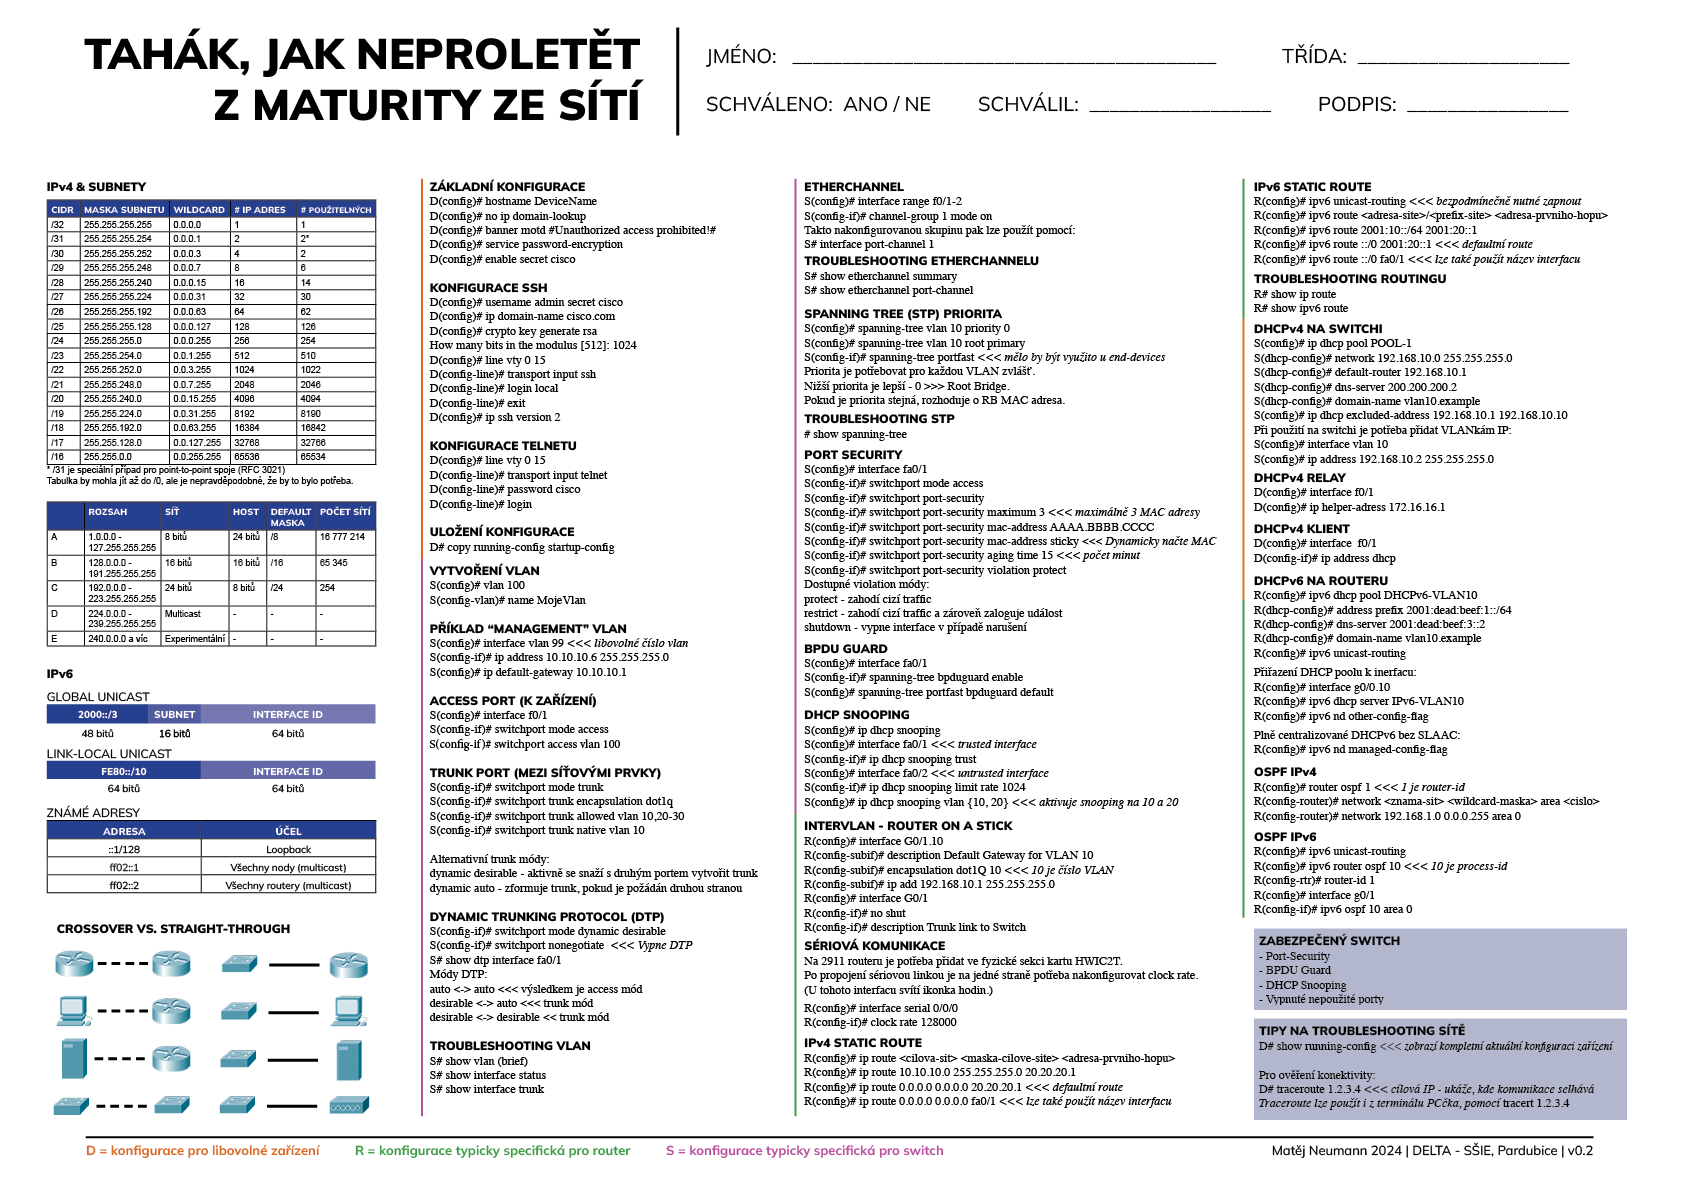 TAHÁK, JAK NEPROLETĚT
Z MATURITY ZE SÍTÍ
JMÉNO: __________________________________________ TŘÍDA: _____________________
SCHVÁLENO: ANO / NE SCHVÁLIL: __________________ PODPIS: ________________
IPv4 & SUBNETY
CIDR MASKA SUBNETU WILDCARD # IP ADRES # POUŽITELNÝCH
/32 255.255.255.255 0.0.0.0 1 1
/31 255.255.255.254 0.0.0.1 2 2*
/30 255.255.255.252 0.0.0.3 4 2
/29 255.255.255.248 0.0.0.7 8 6
/28 255.255.255.240 0.0.0.15 16 14
/27 255.255.255.224 0.0.0.31 32 30
/26 255.255.255.192 0.0.0.63 64 62
/25 255.255.255.128 0.0.0.127 128 126
/24 255.255.255.0 0.0.0.255 256 254
/23 255.255.254.0 0.0.1.255 512 510
/22 255.255.252.0 0.0.3.255 1024 1022
/21 255.255.248.0 0.0.7.255 2048 2046
/20 255.255.240.0 0.0.15.255 4096 4094
/19 255.255.224.0 0.0.31.255 8192 8190
/18 255.255.192.0 0.0.63.255 16384 16842
/17 255.255.128.0 0.0.127.255 32768 32766
/16 255.255.0.0 0.0.255.255 65536 65534
* /31 je speciální případ pro point-to-point spoje (RFC 3021)
Tabulka by mohla jít až do /0, ale je nepravděpodobné, že by to bylo potřeba.
ROZSAH SÍŤ HOST DEFAULT MASKA POČET SÍTÍ
A 1.0.0.0 - 127.255.255.255 8 bitů 24 bitů /8 16 777 214
B 128.0.0.0 - 191.255.255.255 16 bitů 16 bitů /16 65 345
C 192.0.0.0 - 223.255.255.255 24 bitů 8 bitů /24 254
D 224.0.0.0 - 239.255.255.255 Multicast - - -
E 240.0.0.0 a víc Experimentální - - -
IPv6
GLOBAL UNICAST
2000::/3 SUBNET INTERFACE ID
48 bitů 16 bitů 64 bitů
LINK-LOCAL UNICAST
FE80::/10 INTERFACE ID
64 bitů 64 bitů
ZNÁMÉ ADRESY
ADRESA ÚČEL
::1/128 Loopback
ff02::1 Všechny nody (multicast)
ff02::2 Všechny routery (multicast)
CROSSOVER VS. STRAIGHT-THROUGH
ZÁKLADNÍ KONFIGURACE
D(config)# hostname DeviceName
D(config)# no ip domain-lookup
D(config)# banner motd #Unauthorized access prohibited!#
D(config)# service password-encryption
D(config)# enable secret cisco
KONFIGURACE SSH
D(config)# username admin secret cisco
D(config)# ip domain-name cisco.com
D(config)# crypto key generate rsa
How many bits in the modulus [512]: 1024
D(config)# line vty 0 15
D(config-line)# transport input ssh
D(config-line)# login local
D(config-line)# exit
D(config)# ip ssh version 2
KONFIGURACE TELNETU
D(config)# line vty 0 15
D(config-line)# transport input telnet
D(config-line)# password cisco
D(config-line)# login
ULOŽENÍ KONFIGURACE
D# copy running-config startup-config
VYTVOŘENÍ VLAN
S(config)# vlan 100
S(config-vlan)# name MojeVlan
PŘÍKLAD “MANAGEMENT” VLAN
S(config)# interface vlan 99 <<< libovolné číslo vlan
S(config-if)# ip address 10.10.10.6 255.255.255.0
S(config)# ip default-gateway 10.10.10.1
ACCESS PORT (K ZAŘÍZENÍ)
S(config)# interface f0/1
S(config-if)# switchport mode access
S(config-if)# switchport access vlan 100
TRUNK PORT (MEZI SÍŤOVÝMI PRVKY)
S(config-if)# switchport mode trunk
S(config-if)# switchport trunk encapsulation dot1q
S(config-if)# switchport trunk allowed vlan 10,20-30
S(config-if)# switchport trunk native vlan 10
Alternativní trunk módy:
dynamic desirable - aktivně se snaží s druhým portem vytvořit trunk
dynamic auto - zformuje trunk, pokud je požádán druhou stranou
DYNAMIC TRUNKING PROTOCOL (DTP)
S(config-if)# switchport mode dynamic desirable
S(config-if)# switchport nonegotiate <<< Vypne DTP
S# show dtp interface fa0/1
Módy DTP:
auto <-> auto <<< výsledkem je access mód
desirable <-> auto <<< trunk mód
desirable <-> desirable << trunk mód
TROUBLESHOOTING VLAN
S# show vlan (brief)
S# show interface status
S# show interface trunk
ETHERCHANNEL
S(config)# interface range f0/1-2
S(config-if)# channel-group 1 mode on
Takto nakonfigurovanou skupinu pak lze použít pomocí:
S# interface port-channel 1
TROUBLESHOOTING ETHERCHANNELU
S# show etherchannel summary
S# show etherchannel port-channel
SPANNING TREE (STP) PRIORITA
S(config)# spanning-tree vlan 10 priority 0
S(config)# spanning-tree vlan 10 root primary
S(config-if)# spanning-tree portfast <<< mělo by být využito u end-devices
Priorita je potřebovat pro každou VLAN zvlášť.
Nižší priorita je lepší - 0 >>> Root Bridge.
Pokud je priorita stejná, rozhoduje o RB MAC adresa.
TROUBLESHOOTING STP
# show spanning-tree
PORT SECURITY
S(config)# interface fa0/1
S(config-if)# switchport mode access
S(config-if)# switchport port-security
S(config-if)# switchport port-security maximum 3 <<< maximálně 3 MAC adresy
S(config-if)# switchport port-security mac-address AAAA.BBBB.CCCC
S(config-if)# switchport port-security mac-address sticky <<< Dynamicky načte MAC
S(config-if)# switchport port-security aging time 15 <<< počet minut
S(config-if)# switchport port-security violation protect
Dostupné violation módy:
protect - zahodí cizí traffic
restrict - zahodí cizí traffic a zároveň zaloguje událost
shutdown - vypne interface v případě narušení
BPDU GUARD
S(config)# interface fa0/1
S(config-if)# spanning-tree bpduguard enable
S(config)# spanning-tree portfast bpduguard default
DHCP SNOOPING
S(config)# ip dhcp snooping
S(config)# interface fa0/1 <<< trusted interface
S(config-if)# ip dhcp snooping trust
S(config)# interface fa0/2 <<< untrusted interface
S(config-if)# ip dhcp snooping limit rate 1024
S(config)# ip dhcp snooping vlan {10, 20} <<< aktivuje snooping na 10 a 20
INTERVLAN - ROUTER ON A STICK
R(config)# interface G0/1.10
R(config-subif)# description Default Gateway for VLAN 10
R(config-subif)# encapsulation dot1Q 10 <<< 10 je číslo VLAN
R(config-subif)# ip add 192.168.10.1 255.255.255.0
R(config)# interface G0/1
R(config-if)# no shut
R(config-if)# description Trunk link to Switch
SÉRIOVÁ KOMUNIKACE
Na 2911 routeru je potřeba přidat ve fyzické sekci kartu HWIC2T.
Po propojení sériovou linkou je na jedné straně potřeba nakonfigurovat clock rate.
(U tohoto interfacu svítí ikonka hodin.)
R(config)# interface serial 0/0/0
R(config-if)# clock rate 128000
IPv4 STATIC ROUTE
R(config)# ip route <cilova-sit> <maska-cilove-site> <adresa-prvniho-hopu>
R(config)# ip route 10.10.10.0 255.255.255.0 20.20.20.1
R(config)# ip route 0.0.0.0 0.0.0.0 20.20.20.1 <<< defaultní route
R(config)# ip route 0.0.0.0 0.0.0.0 fa0/1 <<< lze také použít název interfacu
IPv6 STATIC ROUTE
R(config)# ipv6 unicast-routing <<< bezpodmínečně nutné zapnout
R(config)# ipv6 route <adresa-site>/<prefix-site> <adresa-prvniho-hopu>
R(config)# ipv6 route 2001:10::/64 2001:20::1
R(config)# ipv6 route ::/0 2001:20::1 <<< defaultní route
R(config)# ipv6 route ::/0 fa0/1 <<< lze také použít název interfacu
TROUBLESHOOTING ROUTINGU
R# show ip route
R# show ipv6 route
DHCPv4 NA SWITCHI
S(config)# ip dhcp pool POOL-1
S(dhcp-config)# network 192.168.10.0 255.255.255.0
S(dhcp-config)# default-router 192.168.10.1
S(dhcp-config)# dns-server 200.200.200.2
S(dhcp-config)# domain-name vlan10.example
S(config)# ip dhcp excluded-address 192.168.10.1 192.168.10.10
Při použití na switchi je potřeba přidat VLANkám IP:
S(config)# interface vlan 10
S(config)# ip address 192.168.10.2 255.255.255.0
DHCPv4 RELAY
D(config)# interface f0/1
D(config)# ip helper-adress 172.16.16.1
DHCPv4 KLIENT
D(config)# interface f0/1
D(config-if)# ip address dhcp
DHCPv6 NA ROUTERU
R(config)# ipv6 dhcp pool DHCPv6-VLAN10
R(dhcp-config)# address prefix 2001:dead:beef:1::/64
R(dhcp-config)# dns-server 2001:dead:beef:3::2
R(dhcp-config)# domain-name vlan10.example
R(config)# ipv6 unicast-routing
Přiřazení DHCP poolu k inerfacu:
R(config)# interface g0/0.10
R(config)# ipv6 dhcp server IPv6-VLAN10
R(config)# ipv6 nd other-config-flag
Plně centralizované DHCPv6 bez SLAAC:
R(config)# ipv6 nd managed-config-flag
OSPF IPv4
R(config)# router ospf 1 <<< 1 je router-id
R(config-router)# network <znama-sit> <wildcard-maska> area <cislo>
R(config-router)# network 192.168.1.0 0.0.0.255 area 0
OSPF IPv6
R(config)# ipv6 unicast-routing
R(config)# ipv6 router ospf 10 <<< 10 je process-id
R(config-rtr)# router-id 1
R(config)# interface g0/1
R(config-if)# ipv6 ospf 10 area 0
ZABEZPEČENÝ SWITCH
- Port-Security
- BPDU Guard
- DHCP Snooping
- Vypnuté nepoužité porty
TIPY NA TROUBLESHOOTING SÍTĚ
D# show running-config <<< zobrazí kompletní aktuální konfiguraci zařízení
Pro ověření konektivity:
D# traceroute 1.2.3.4 <<< cílová IP - ukáže, kde komunikace selhává
Traceroute lze použít i z terminálu PCčka, pomocí tracert 1.2.3.4
D = konfigurace pro libovolné zařízení R = konfigurace typicky specifická pro router S = konfigurace typicky specifická pro switch
Matěj Neumann 2024 | DELTA - SŠIE, Pardubice | v0.2